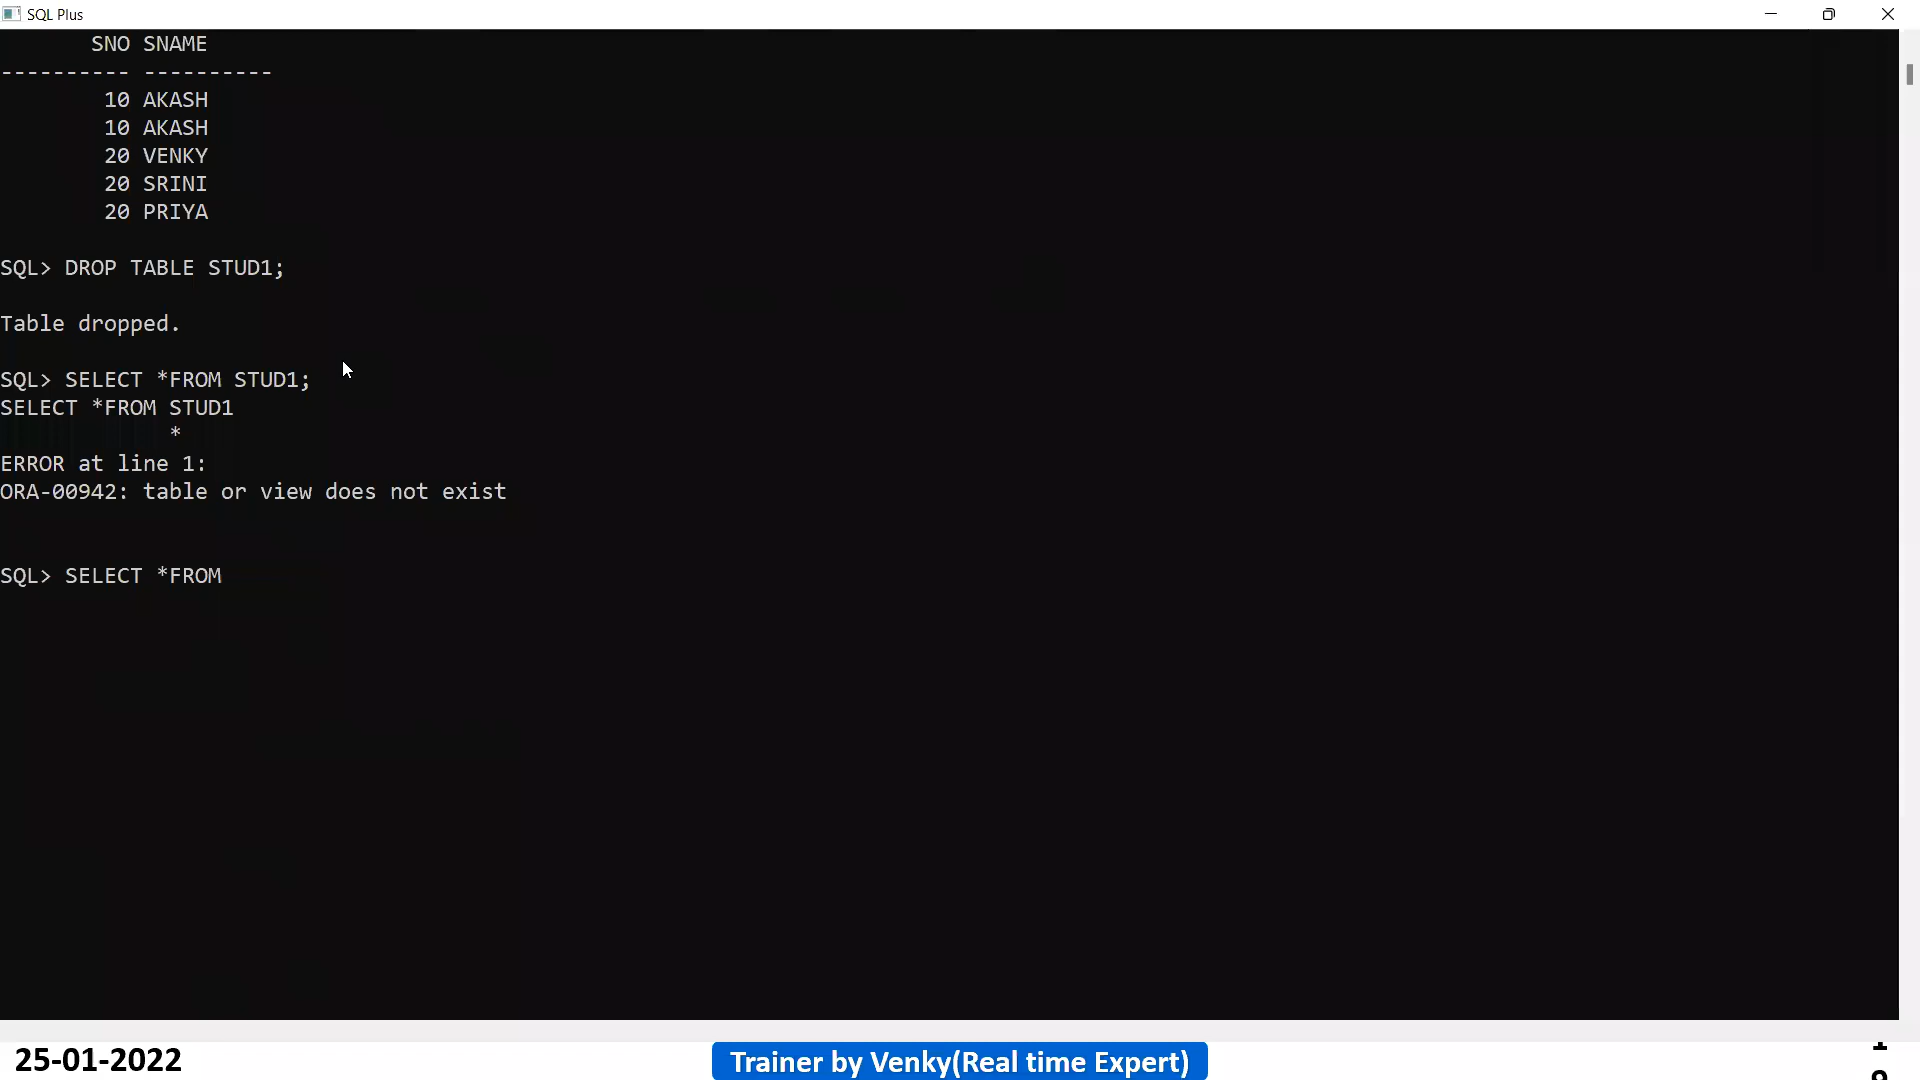 SQL Plus
SNO SNAME
---------- ----------
10 AKASH
10 AKASH
20 VENKY
20 SRINI
20 PRIYA
SQL> DROP TABLE STUD1;
Table dropped.
SQL> SELECT *FROM STUD1;
SELECT *FROM STUD1
*
ERROR at line 1:
ORA-00942: table or view does not exist
SQL> SELECT *FROM
25-01-2022
Trainer by Venky(Real time Expert)